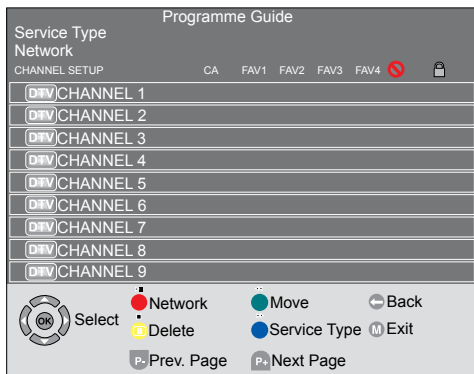 Programme Guide
Service Type
Network
CHANNEL SETUP CA FAV1 FAV2 FAV3 FAV4
DTV CHANNEL 1
DTV CHANNEL 2
DTV CHANNEL 3
DTV CHANNEL 4
DTV CHANNEL 5
DTV CHANNEL 6
DTV CHANNEL 7
DTV CHANNEL 8
DTV CHANNEL 9
OK Select Network Move Back
Delete Service Type M Exit
P- Prev. Page P+ Next Page